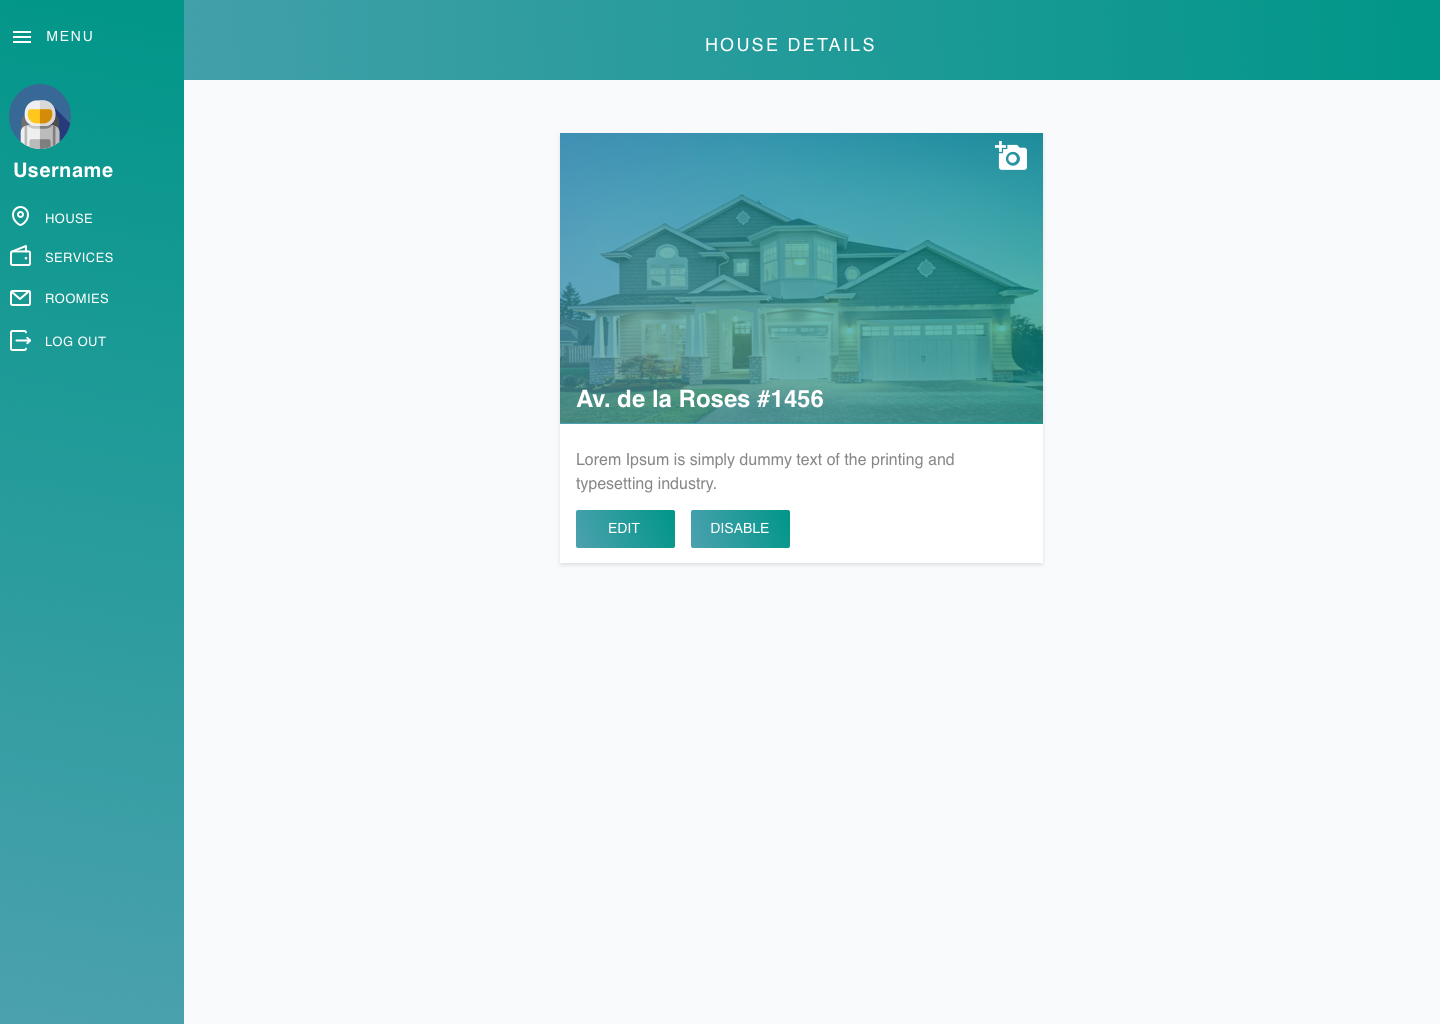 MENU
HOUSE DETAILS
Username
HOUSE
SERVICES
ROOMIES
LOG OUT
Av. de la Roses #1456
Lorem Ipsum is simply dummy text of the printing and
typesetting industry.
EDIT
DISABLE